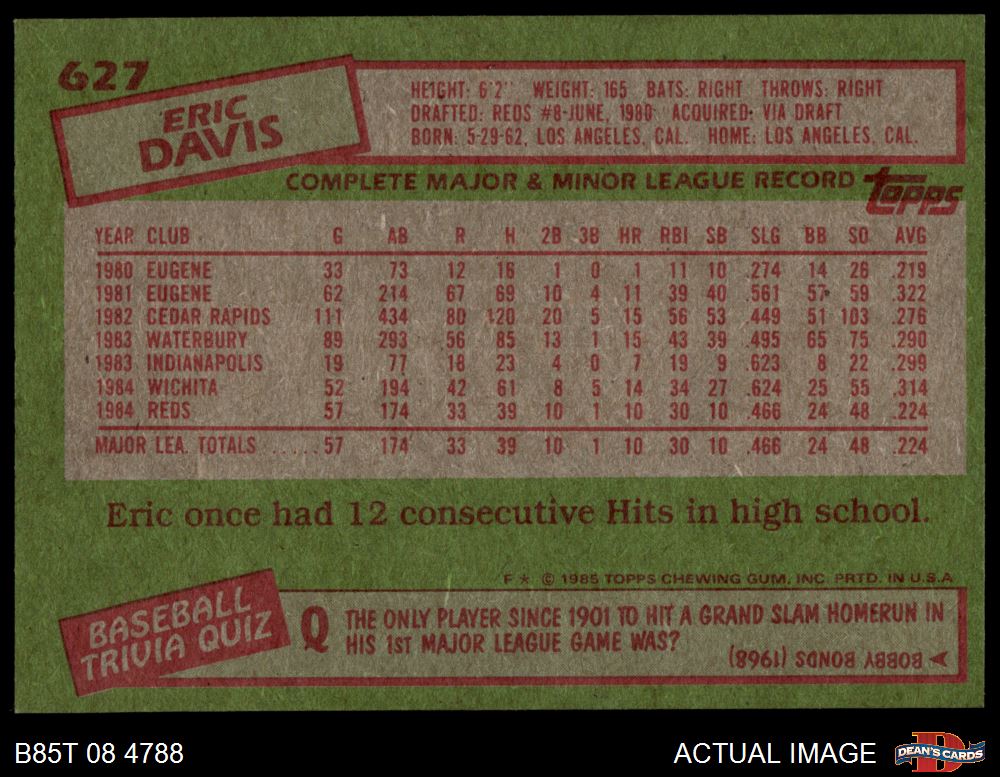 627
ERIC
DAVIS
HEIGHT: 6'2" WEIGHT: 165 BATS: RIGHT THROWS: RIGHT
DRAFTED: REDS #8-JUNE, 1980 ACQUIRED: VIA DRAFT
BORN: 5-29-62, LOS ANGELES, CAL. HOME: LOS ANGELES, CAL.
COMPLETE MAJOR & MINOR LEAGUE RECORD topps
YEAR CLUB G AB R H 2B 3B HR RBI SB SLG BB SO AVG
1980 EUGENE 33 73 12 16 1 0 1 11 10 .274 14 26 .219
1981 EUGENE 62 214 67 69 10 4 11 39 40 .561 57 59 .322
1982 CEDAR RAPIDS 111 434 80 120 20 5 15 56 53 .449 51 103 .276
1983 WATERBURY 89 293 56 85 13 1 15 43 39 .495 65 75 .290
1983 INDIANAPOLIS 19 77 18 23 4 0 7 19 9 .623 8 22 .299
1984 WICHITA 52 194 42 61 8 5 14 34 27 .624 25 55 .314
1984 REDS 57 174 33 39 10 1 10 30 10 .466 24 48 .224
MAJOR LEA. TOTALS .....57 174 33 39 10 1 10 30 10 .466 24 48 .224
Eric once had 12 consecutive Hits in high school.
F * © 1985 TOPPS CHEWING GUM, INC. PRTD. IN U.S.A
BASEBALL
TRIVIA QUIZ
Q THE ONLY PLAYER SINCE 1901 TO HIT A GRAND SLAM HOMERUN IN
HIS 1ST MAJOR LEAGUE GAME WAS?
BOBBY BONDS (1968)
B85T 08 4788
ACTUAL IMAGE
DEAN'S CARDS